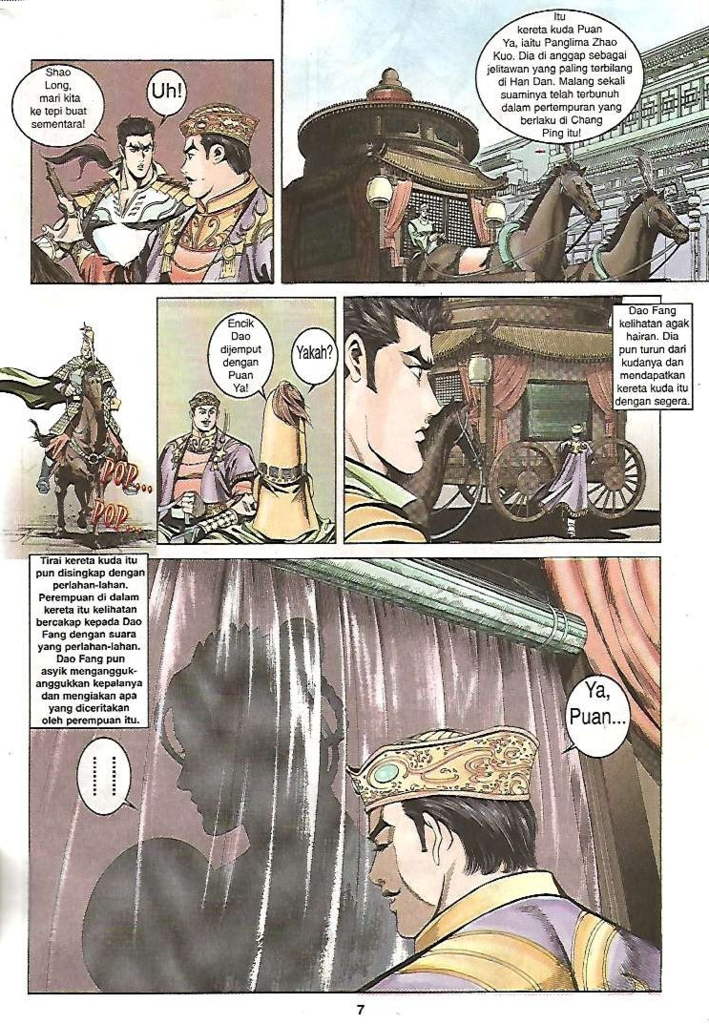 Shao
Long,
mari kita
ke tepi buat
sementara!
Uh!
Itu
kereta kuda Puan
Ya, iaitu Panglima Zhao
Kuo. Dia di anggap sebagai
jelitawan yang paling terbilang
di Han Dan. Malang sekali
suaminya telah terbunuh
dalam pertempuran yang
berlaku di Chang
Ping itu!
POP...
POP...
Encik
Dao
dijemput
dengan
Puan
Ya!
Yakah?
Dao Fang
kelihatan agak
hairan. Dia
pun turun dari
kudanya dan
mendapatkan
kereta kuda itu
dengan segera.
Tirai kereta kuda itu
pun disingkap dengan
perlahan-lahan.
Perempuan di dalam
kereta itu kelihatan
bercakap kepada Dao
Fang dengan suara
yang perlahan-lahan.
Dao Fang pun
asyik menganggguk-
anggukkan kepalanya
dan mengiakan apa
yang diceritakan
oleh perempuan itu.
Ya,
Puan...
7